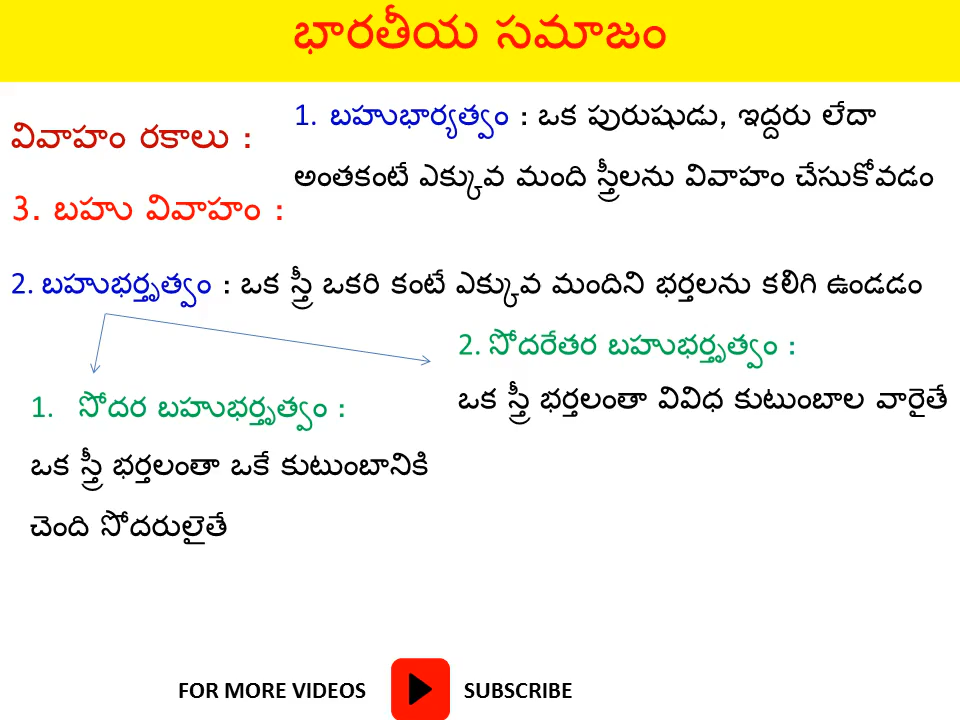 భారతీయ సమాజం
వివాహం రకాలు :
3. బహు వివాహం :
1. బహుభార్యత్వం : ఒక పురుషుడు, ఇద్దరు లేదా
అంతకంటే ఎక్కువ మంది స్త్రీలను వివాహం చేసుకోవడం
2. బహుభర్తృత్వం : ఒక స్త్రీ ఒకరి కంటే ఎక్కువ మందిని భర్తలను కలిగి ఉండడం
1. సోదర బహుభర్తృత్వం :
ఒక స్త్రీ భర్తలంతా ఒకే కుటుంబానికి
చెంది సోదరులైతే
2. సోదరేతర బహుభర్తృత్వం :
ఒక స్త్రీ భర్తలంతా వివిధ కుటుంబాల వారైతే
FOR MORE VIDEOS SUBSCRIBE